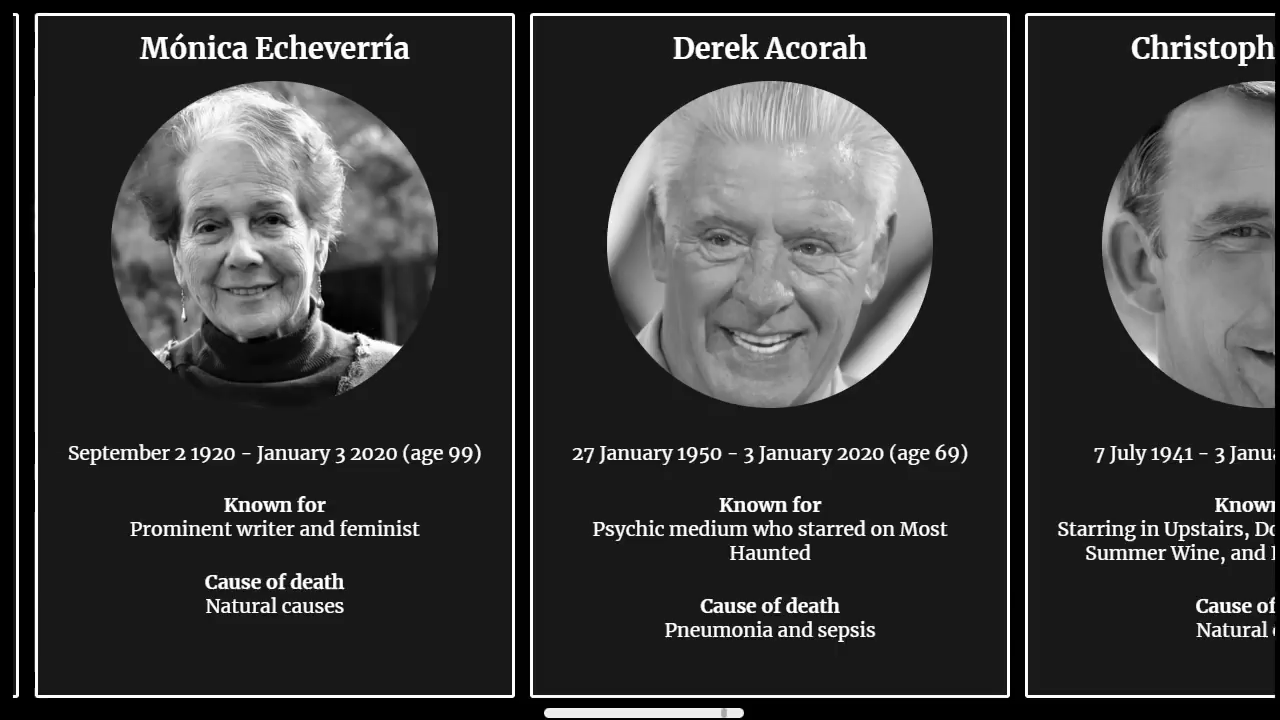 Mónica Echeverría
September 2 1920 - January 3 2020 (age 99)
Known for
Prominent writer and feminist
Cause of death
Natural causes
Derek Acorah
27 January 1950 - 3 January 2020 (age 69)
Known for
Psychic medium who starred on Most
Haunted
Cause of death
Pneumonia and sepsis
Christoph
7 July 1941 - 3 Janua
Known
Starring in Upstairs, Do
Summer Wine, and
Cause of
Natural